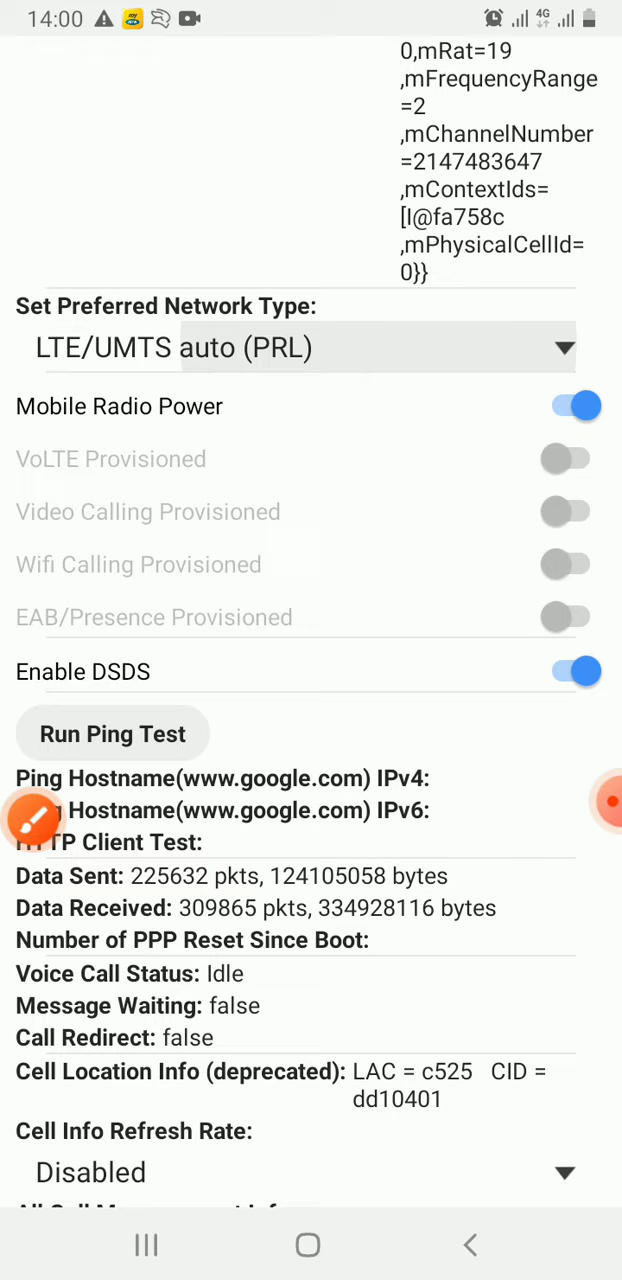 14:00
4G
0,mRat=19
,mFrequencyRange
=2
,mChannelNumber
=2147483647
,mContextIds=
[I@fa758c
,mPhysicalCellId=
0}}
Set Preferred Network Type:
LTE/UMTS auto (PRL)
Mobile Radio Power
VoLTE Provisioned
Video Calling Provisioned
Wifi Calling Provisioned
EAB/Presence Provisioned
Enable DSDS
Run Ping Test
Ping Hostname(www.google.com) IPv4:
Hostname(www.google.com) IPv6:
HTTP Client Test:
Data Sent: 225632 pkts, 124105058 bytes
Data Received: 309865 pkts, 334928116 bytes
Number of PPP Reset Since Boot:
Voice Call Status: Idle
Message Waiting: false
Call Redirect: false
Cell Location Info (deprecated): LAC = c525 CID =
dd10401
Cell Info Refresh Rate:
Disabled